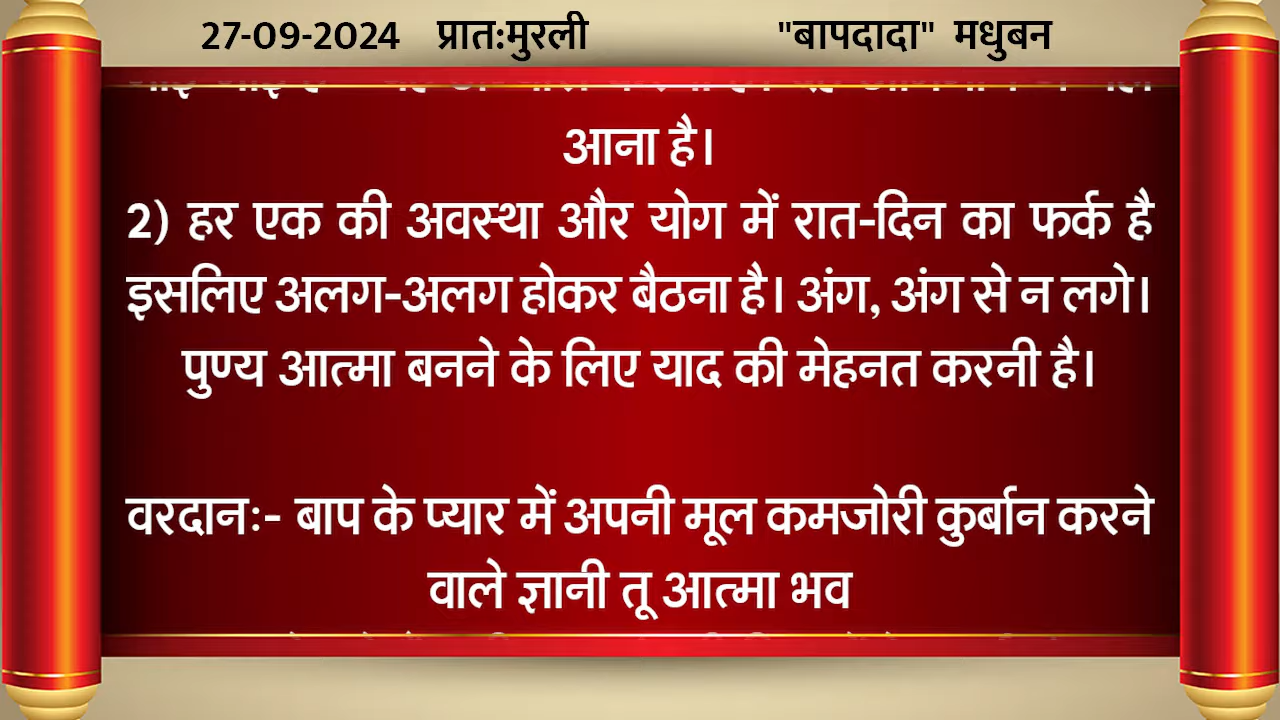 27-09-2024 प्रात:मुरली "बापदादा" मधुबन
आना है।
2) हर एक की अवस्था और योग में रात-दिन का फर्क है
इसलिए अलग-अलग होकर बैठना है। अंग, अंग से न लगे।
पुण्य आत्मा बनने के लिए याद की मेहनत करनी है।
वरदानः- बाप के प्यार में अपनी मूल कमजोरी कुर्बान करने
वाले ज्ञानी तू आत्मा भव